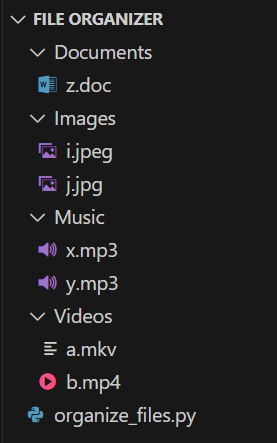 FILE ORGANIZER
Documents
z.doc
Images
i.jpeg
j.jpg
Music
x.mp3
y.mp3
Videos
a.mkv
b.mp4
organize_files.py